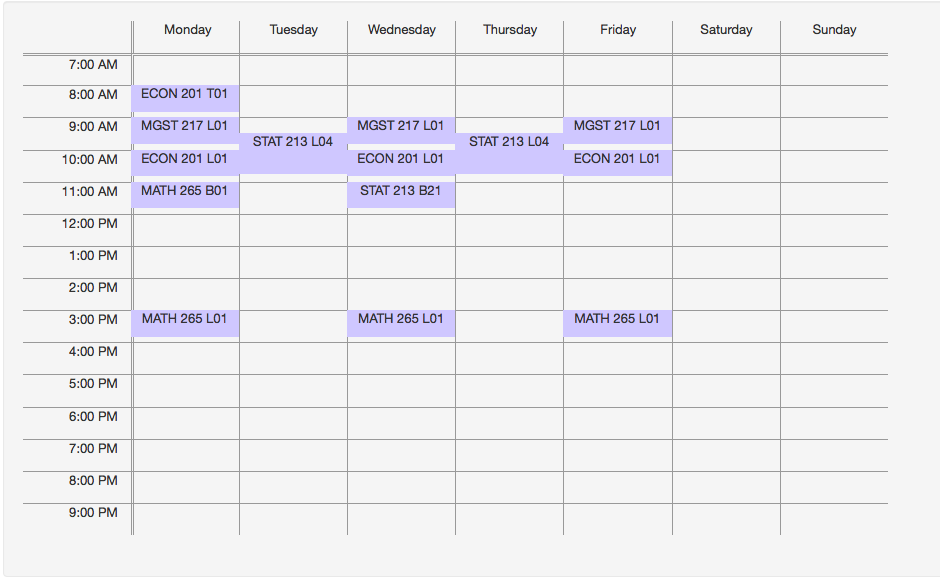 Monday Tuesday Wednesday Thursday Friday Saturday Sunday
7:00 AM
8:00 AM ECON 201 T01
9:00 AM MGST 217 L01 MGST 217 L01 MGST 217 L01
STAT 213 L04 STAT 213 L04
10:00 AM ECON 201 L01 ECON 201 L01 ECON 201 L01
11:00 AM MATH 265 B01 STAT 213 B21
12:00 PM
1:00 PM
2:00 PM
3:00 PM MATH 265 L01 MATH 265 L01 MATH 265 L01
4:00 PM
5:00 PM
6:00 PM
7:00 PM
8:00 PM
9:00 PM